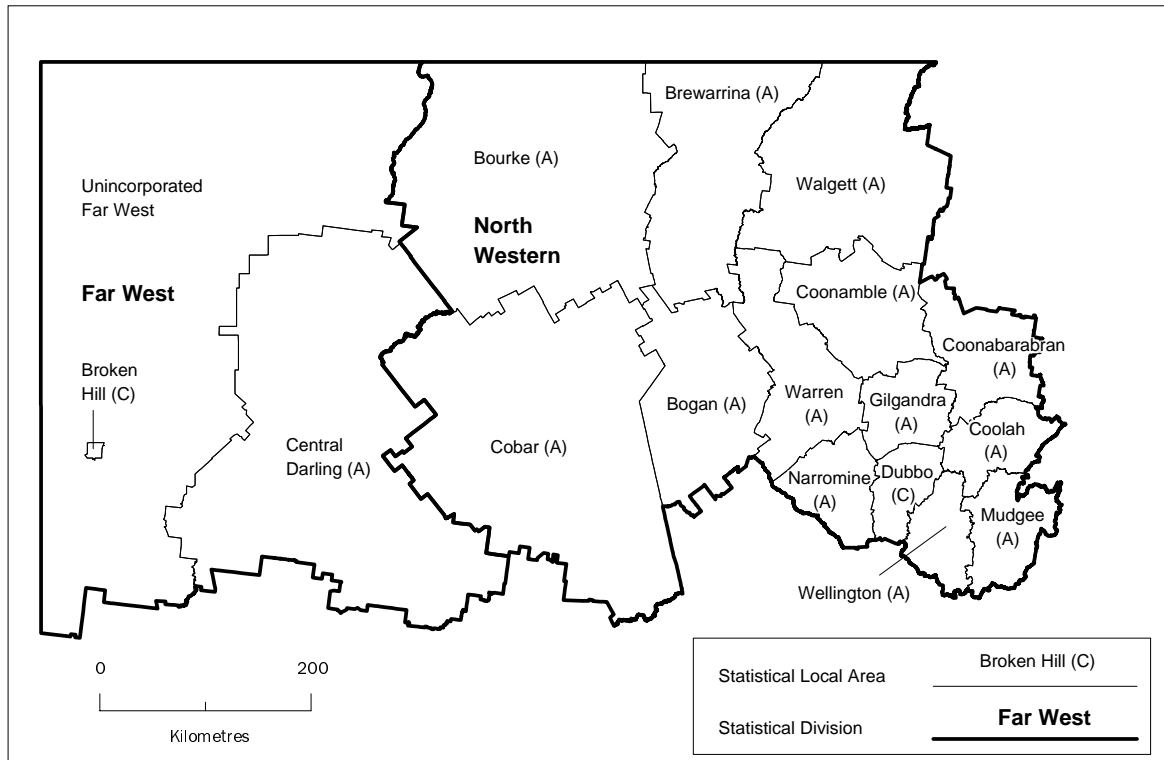 Brewarrina (A)
Bourke (A)
Unincorporated
Far West
Walgett (A)
North
Western
Far West
Coonamble (A)
Coonabarabran
(A)
Broken
Hill (C)
Bogan (A)
Warren
(A)
Gilgandra
(A)
Coolah
(A)
Central
Darling (A)
Cobar (A)
Narromine
(A)
Dubbo
(C)
Mudgee
(A)
Wellington (A)
0
200
Kilometres
Statistical Local Area
Broken Hill (C)
Statistical Division
Far West